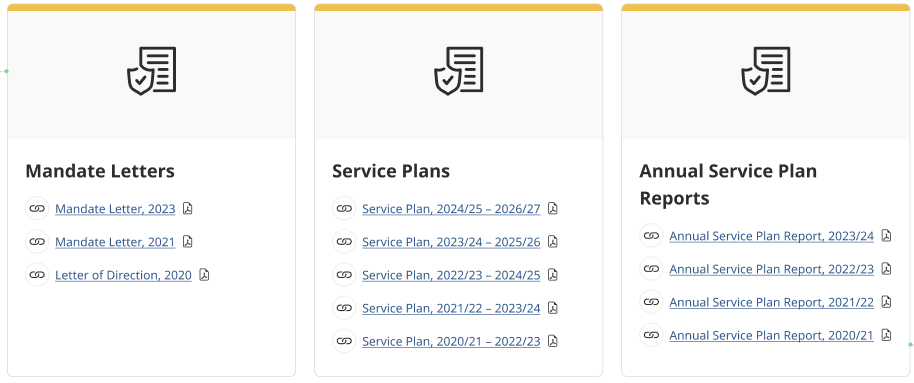 Mandate Letters
Mandate Letter, 2023
Mandate Letter, 2021
Letter of Direction, 2020
Service Plans
Service Plan, 2024/25 – 2026/27
Service Plan, 2023/24 – 2025/26
Service Plan, 2022/23 – 2024/25
Service Plan, 2021/22 – 2023/24
Service Plan, 2020/21 – 2022/23
Annual Service Plan
Reports
Annual Service Plan Report, 2023/24
Annual Service Plan Report, 2022/23
Annual Service Plan Report, 2021/22
Annual Service Plan Report, 2020/21